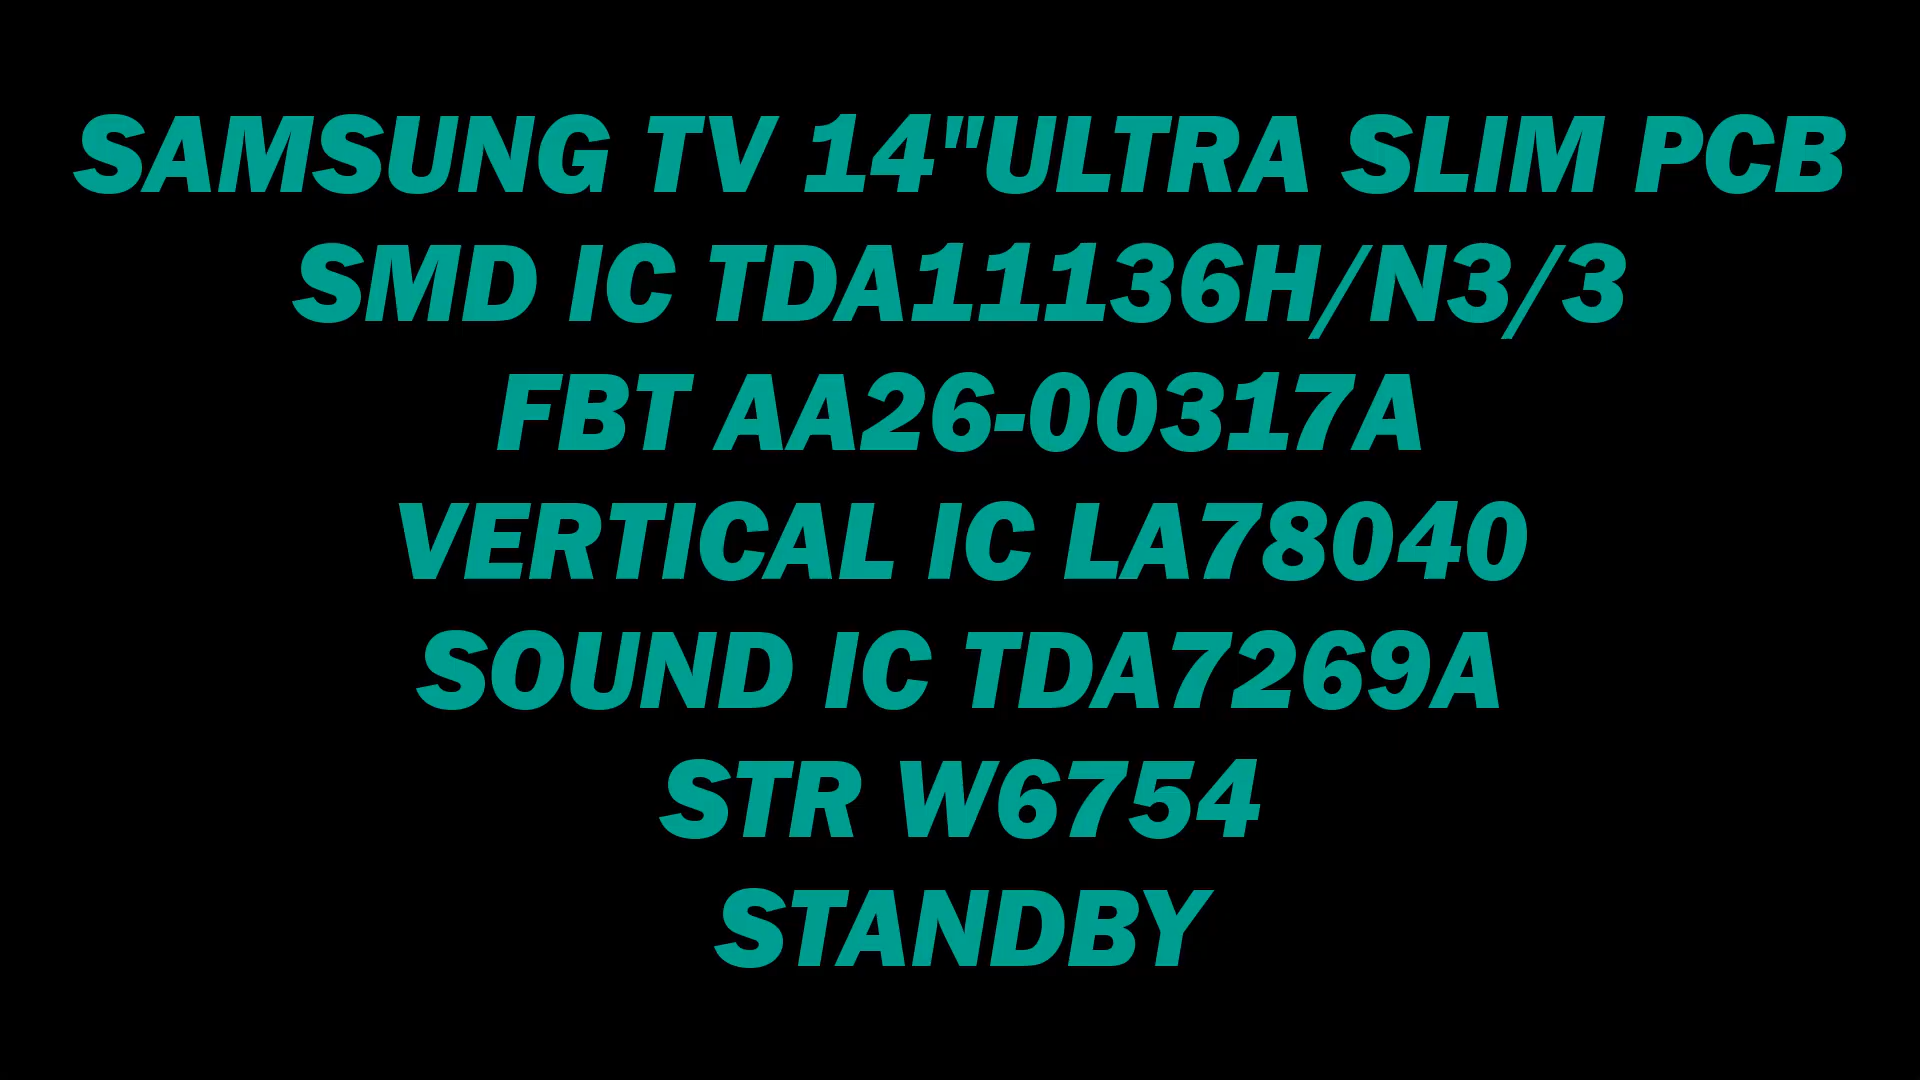 SAMSUNG TV 14"ULTRA SLIM PCB
SMD IC TDA11136H/N3/3
FBT AA26-00317A
VERTICAL IC LA78040
SOUND IC TDA7269A
STR W6754
STANDBY